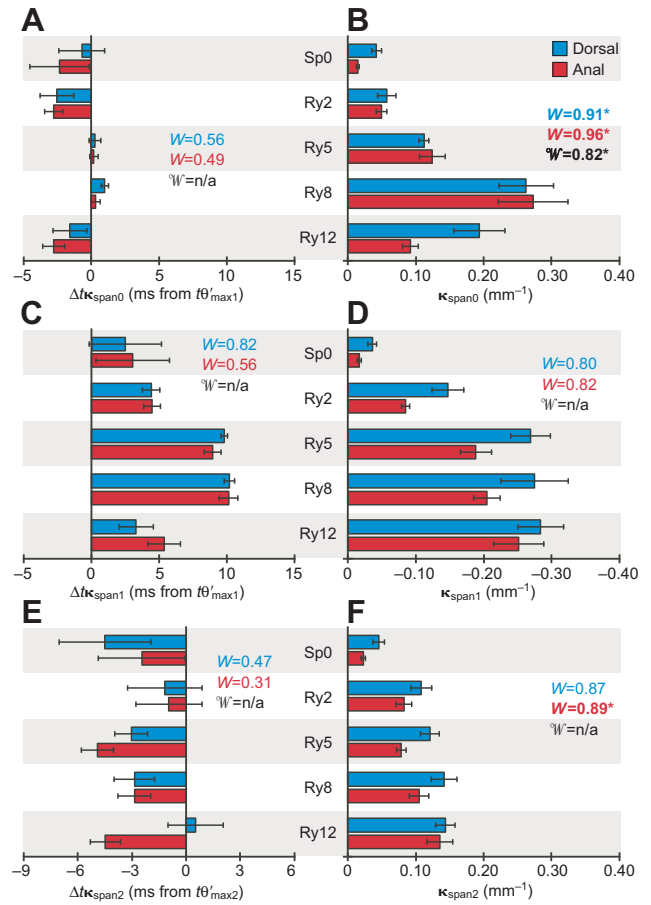 A
B
Sp0
Dorsal
Anal
Ry2
W=0.91*
W=0.96*
𝒲=0.82*
Ry5
W=0.56
W=0.49
𝒲=n/a
Ry8
Ry12
−5 0 5 10 15
0 0.10 0.20 0.30 0.40
Δtκspan0 (ms from tθ′max1)
κspan0 (mm−1)
C
D
Sp0
W=0.82
W=0.56
𝒲=n/a
W=0.80
W=0.82
𝒲=n/a
Ry2
Ry5
Ry8
Ry12
−5 0 5 10 15
0 −0.10 −0.20 −0.30 −0.40
Δtκspan1 (ms from tθ′max1)
κspan1 (mm−1)
E
F
Sp0
W=0.47
W=0.31
𝒲=n/a
Ry2
W=0.87
W=0.89*
𝒲=n/a
Ry5
Ry8
Ry12
−9 −6 −3 0 3 6
0 0.10 0.20 0.30 0.40
Δtκspan2 (ms from tθ′max2)
κspan2 (mm−1)